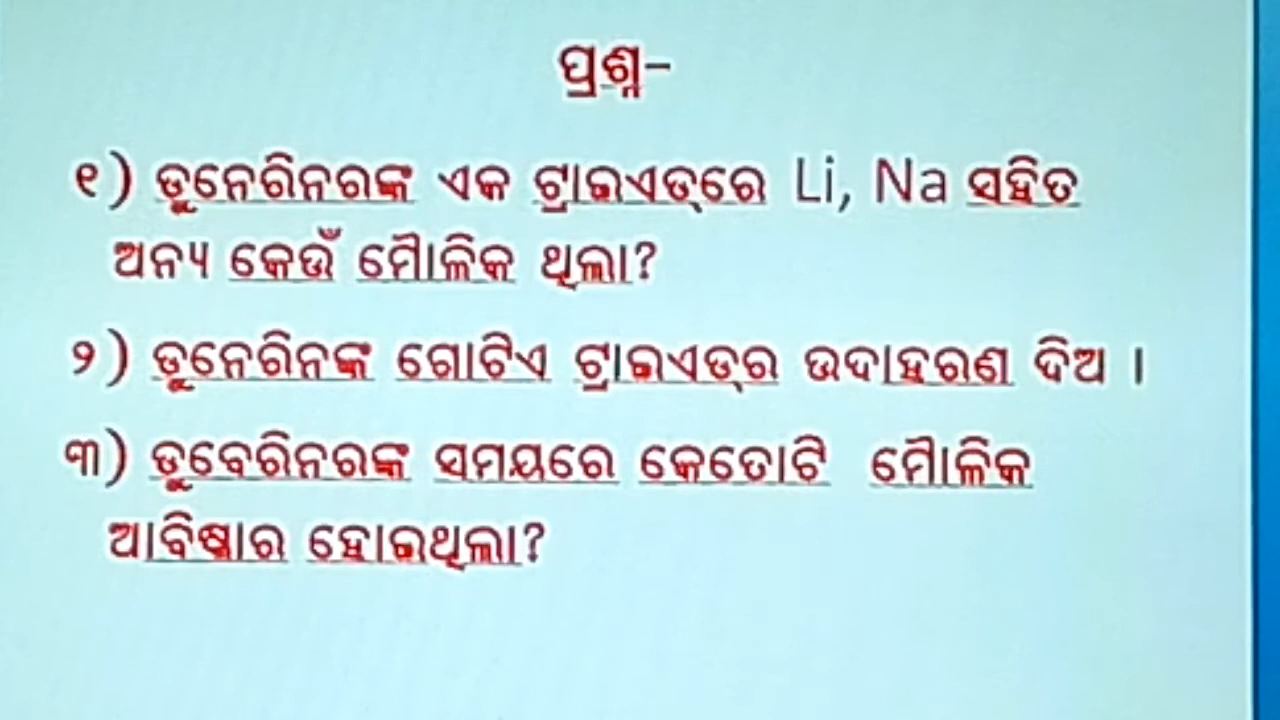 ପ୍ରଶ୍ନ-
୧) ଡୁନେରିନରଙ୍କ ଏକ ଟ୍ରାଇଏଡ୍‌ରେ Li, Na ସହିତ
ଅନ୍ୟ କେଉଁ ମୌଳିକ ଥିଲା?
୨) ଡୁନେରିନଙ୍କ ଗୋଟିଏ ଟ୍ରାଇଏଡ୍‌ର ଉଦାହରଣ ଦିଅ ।
୩) ଡୁବେରିନରଙ୍କ ସମୟରେ କେତୋଟି ମୌଳିକ
ଆବିଷ୍କାର ହୋଇଥିଲା?